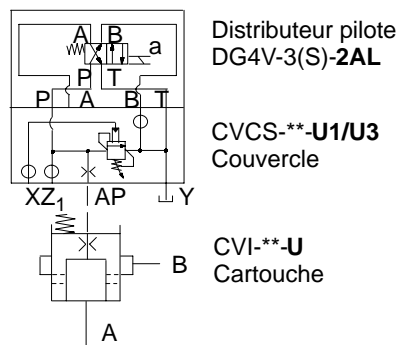 A B
a
P T
P A B T
X Z1 AP Y
B
A
Distributeur pilote
DG4V-3(S)-2AL
CVCS-**-U1/U3
Couvercle
CVI-**-U
Cartouche